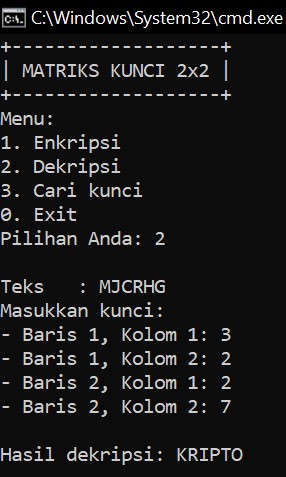 C:\Windows\System32\cmd.exe
+-------------------+
| MATRIKS KUNCI 2x2 |
+-------------------+
Menu:
1. Enkripsi
2. Dekripsi
3. Cari kunci
0. Exit
Pilihan Anda: 2
Teks   : MJCRHG
Masukkan kunci:
- Baris 1, Kolom 1: 3
- Baris 1, Kolom 2: 2
- Baris 2, Kolom 1: 2
- Baris 2, Kolom 2: 7
Hasil dekripsi: KRIPTO